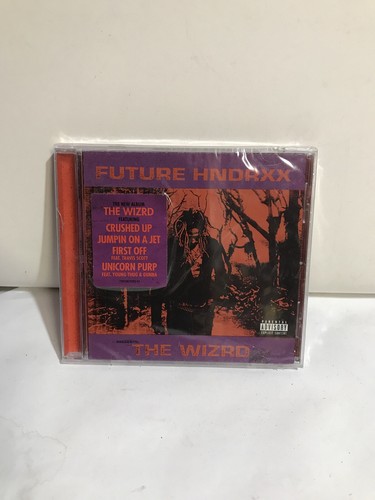 FUTURE HNDRXX
THE NEW ALBUM
THE WIZRD
FEATURING
CRUSHED UP
JUMPIN ON A JET
FIRST OFF
FEAT. TRAVIS SCOTT
UNICORN PURP
FEAT. YOUNG THUG & GUNNA
PARENTAL
ADVISORY
EXPLICIT CONTENT
THE WIZRD